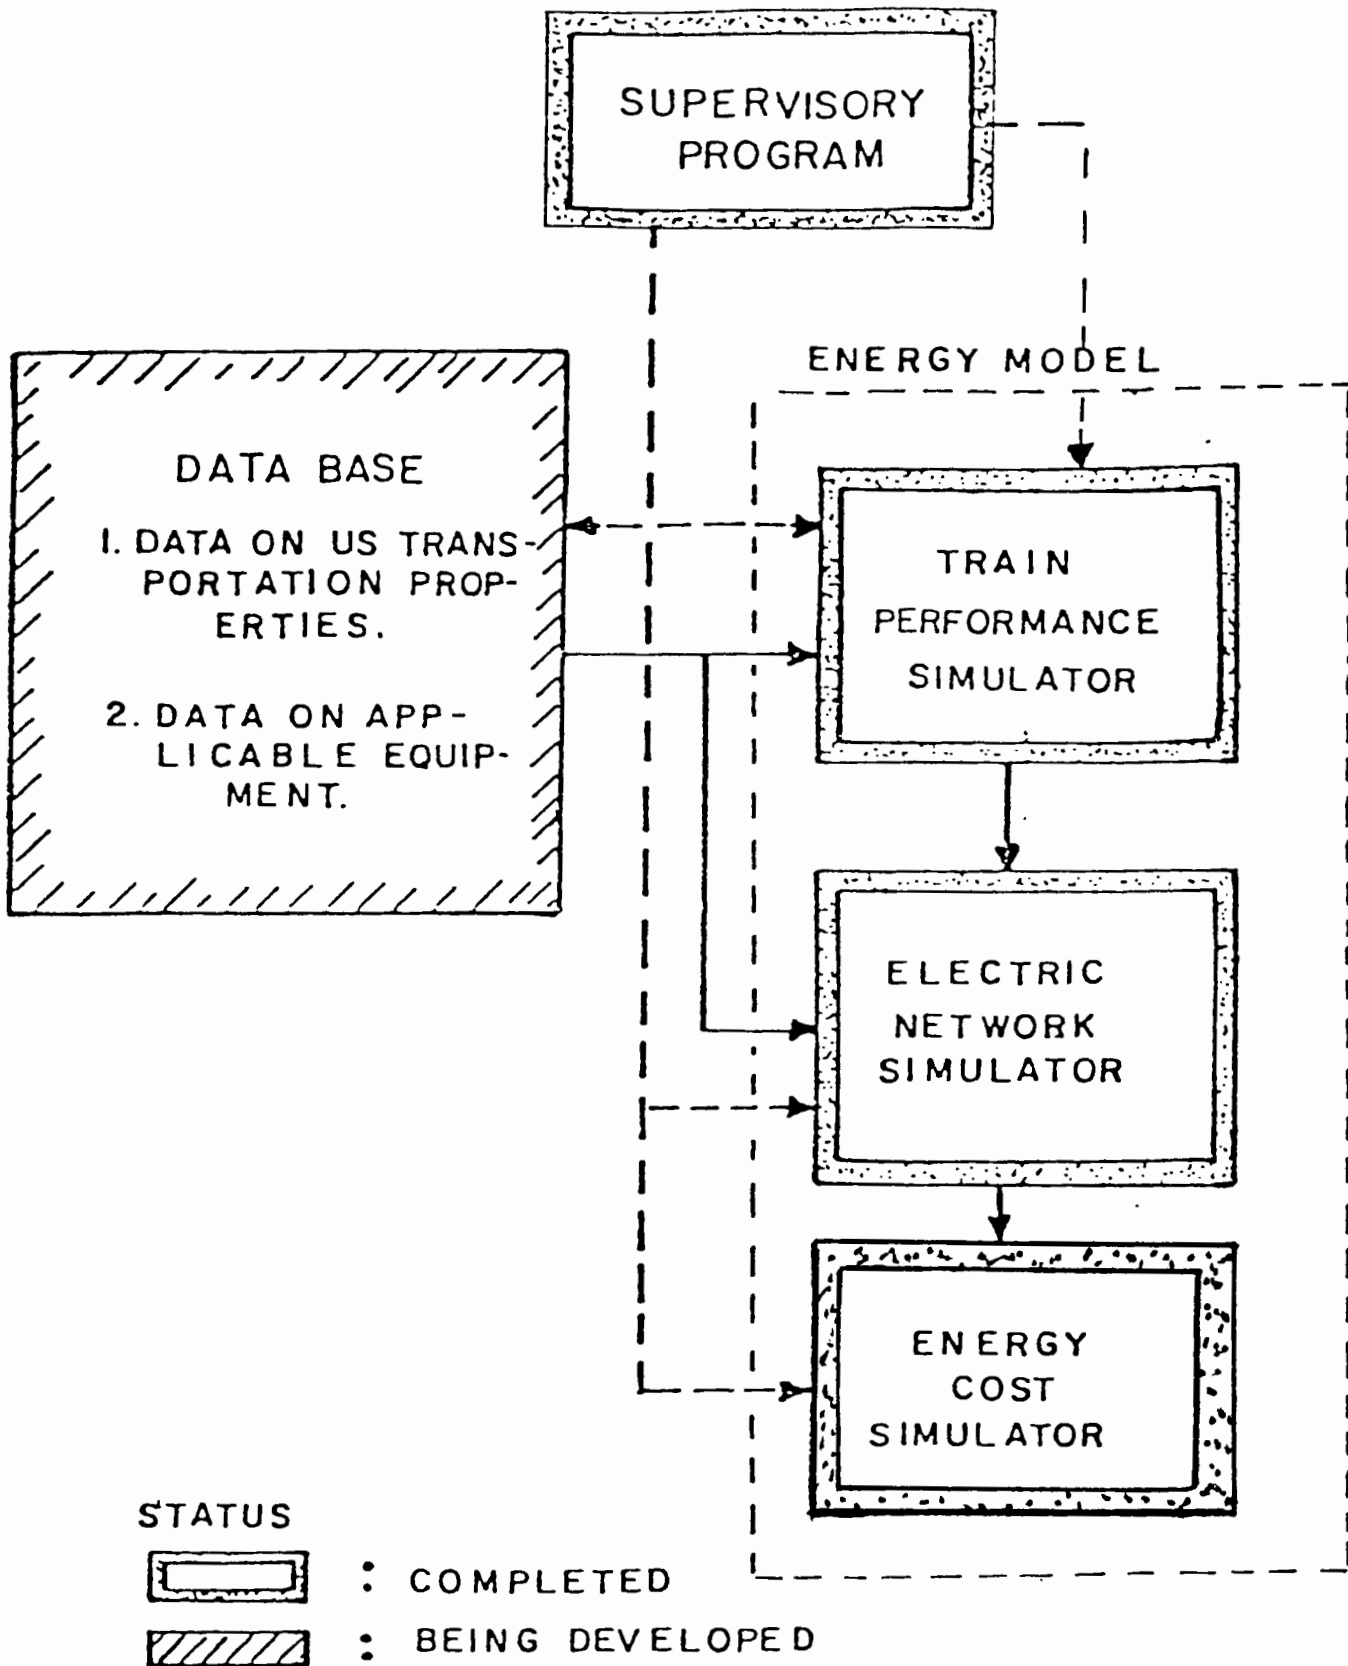 SUPERVISORY
PROGRAM
ENERGY MODEL
DATA BASE
1. DATA ON US TRANS-
PORTATION PROP-
ERTIES.
2. DATA ON APP-
LICABLE EQUIP-
MENT.
TRAIN
PERFORMANCE
SIMULATOR
ELECTRIC
NETWORK
SIMULATOR
ENERGY
COST
SIMULATOR
STATUS
: COMPLETED
: BEING DEVELOPED